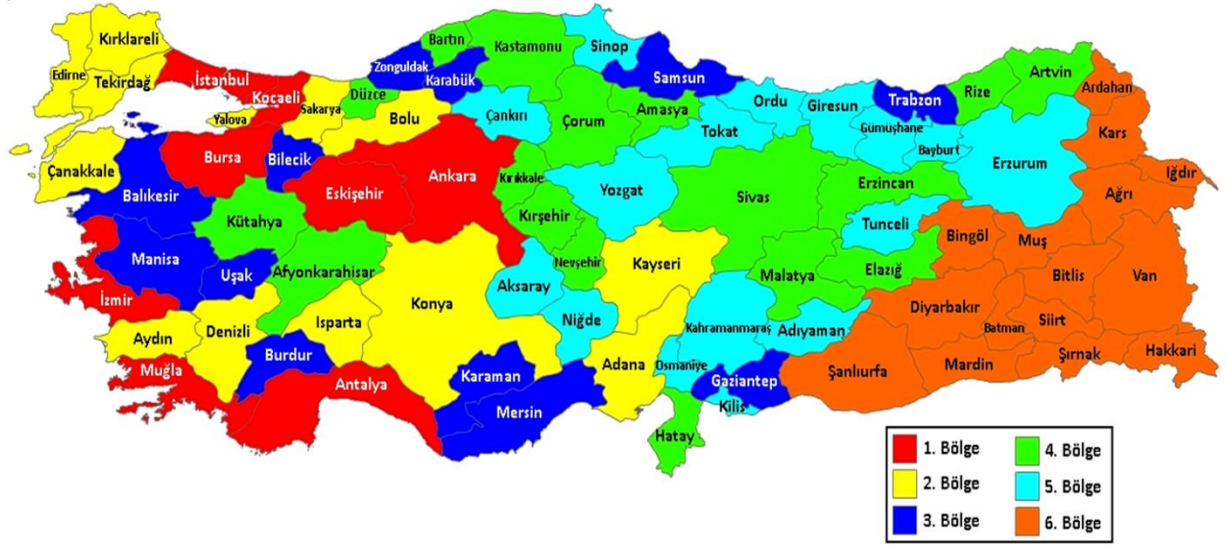 Kırklareli
Edirne
Tekirdağ
İstanbul
Kocaeli
Yalova
Sakarya
Düzce
Bolu
Zonguldak
Bartın
Karabük
Kastamonu
Sinop
Samsun
Çankırı
Çorum
Amasya
Tokat
Ordu
Giresun
Trabzon
Gümüşhane
Bayburt
Rize
Artvin
Ardahan
Kars
Erzurum
Iğdır
Ağrı
Çanakkale
Balıkesir
Bursa
Bilecik
Eskişehir
Ankara
Kırıkkale
Kırşehir
Yozgat
Sivas
Erzincan
Tunceli
Bingöl
Muş
Bitlis
Van
Kütahya
Manisa
Uşak
Afyonkarahisar
İzmir
Konya
Aksaray
Nevşehir
Kayseri
Malatya
Elazığ
Diyarbakır
Batman
Siirt
Şırnak
Hakkari
Aydın
Denizli
Isparta
Burdur
Muğla
Antalya
Karaman
Mersin
Niğde
Adana
Osmaniye
Kahramanmaraş
Adıyaman
Gaziantep
Kilis
Şanlıurfa
Mardin
Hatay
1. Bölge
2. Bölge
3. Bölge
4. Bölge
5. Bölge
6. Bölge